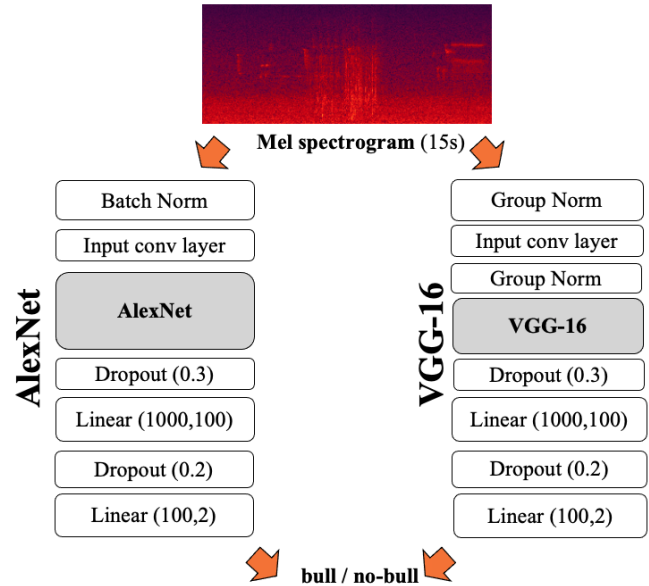 Mel spectrogram (15s)
AlexNet
Batch Norm
Input conv layer
AlexNet
Dropout (0.3)
Linear (1000,100)
Dropout (0.2)
Linear (100,2)
VGG-16
Group Norm
Input conv layer
Group Norm
VGG-16
Dropout (0.3)
Linear (1000,100)
Dropout (0.2)
Linear (100,2)
bull / no-bull